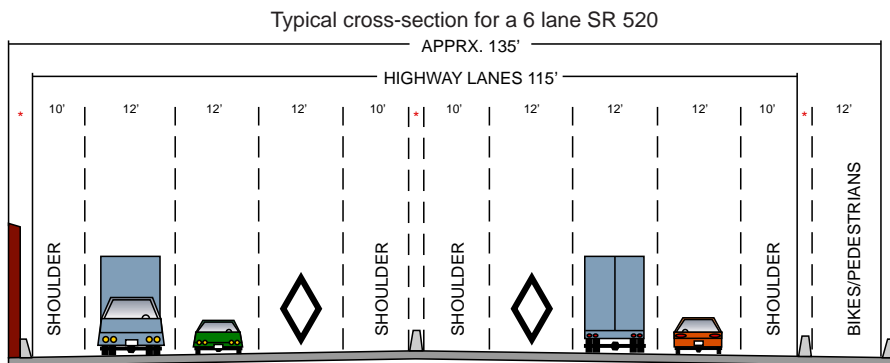 Typical cross-section for a 6 lane SR 520
APPRX. 135'
HIGHWAY LANES 115'
* 10' 12' 12' 12' 10' * 10' 12' 12' 12' 10' * 12'
SHOULDER
SHOULDER
SHOULDER
SHOULDER
BIKES/PEDESTRIANS